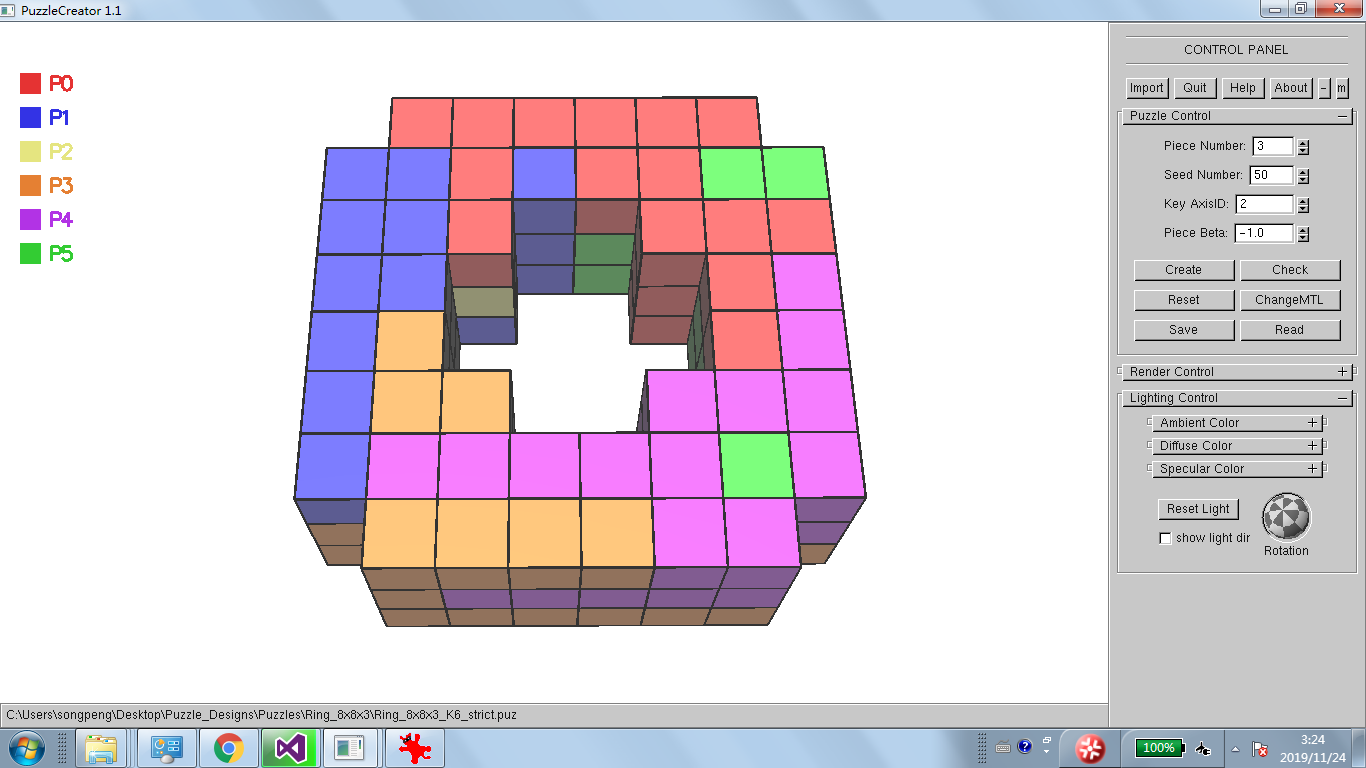 PuzzleCreator 1.1
P0
P1
P2
P3
P4
P5
CONTROL PANEL
Import Quit Help About - m
Puzzle Control
Piece Number: 3
Seed Number: 50
Key AxisID: 2
Piece Beta: -1.0
Create Check
Reset ChangeMTL
Save Read
Render Control
Lighting Control
Ambient Color
Diffuse Color
Specular Color
Reset Light
show light dir
Rotation
C:\Users\songpeng\Desktop\Puzzle_Designs\Puzzles\Ring_8x8x3\Ring_8x8x3_K6_strict.puz
100%
3:24
2019/11/24